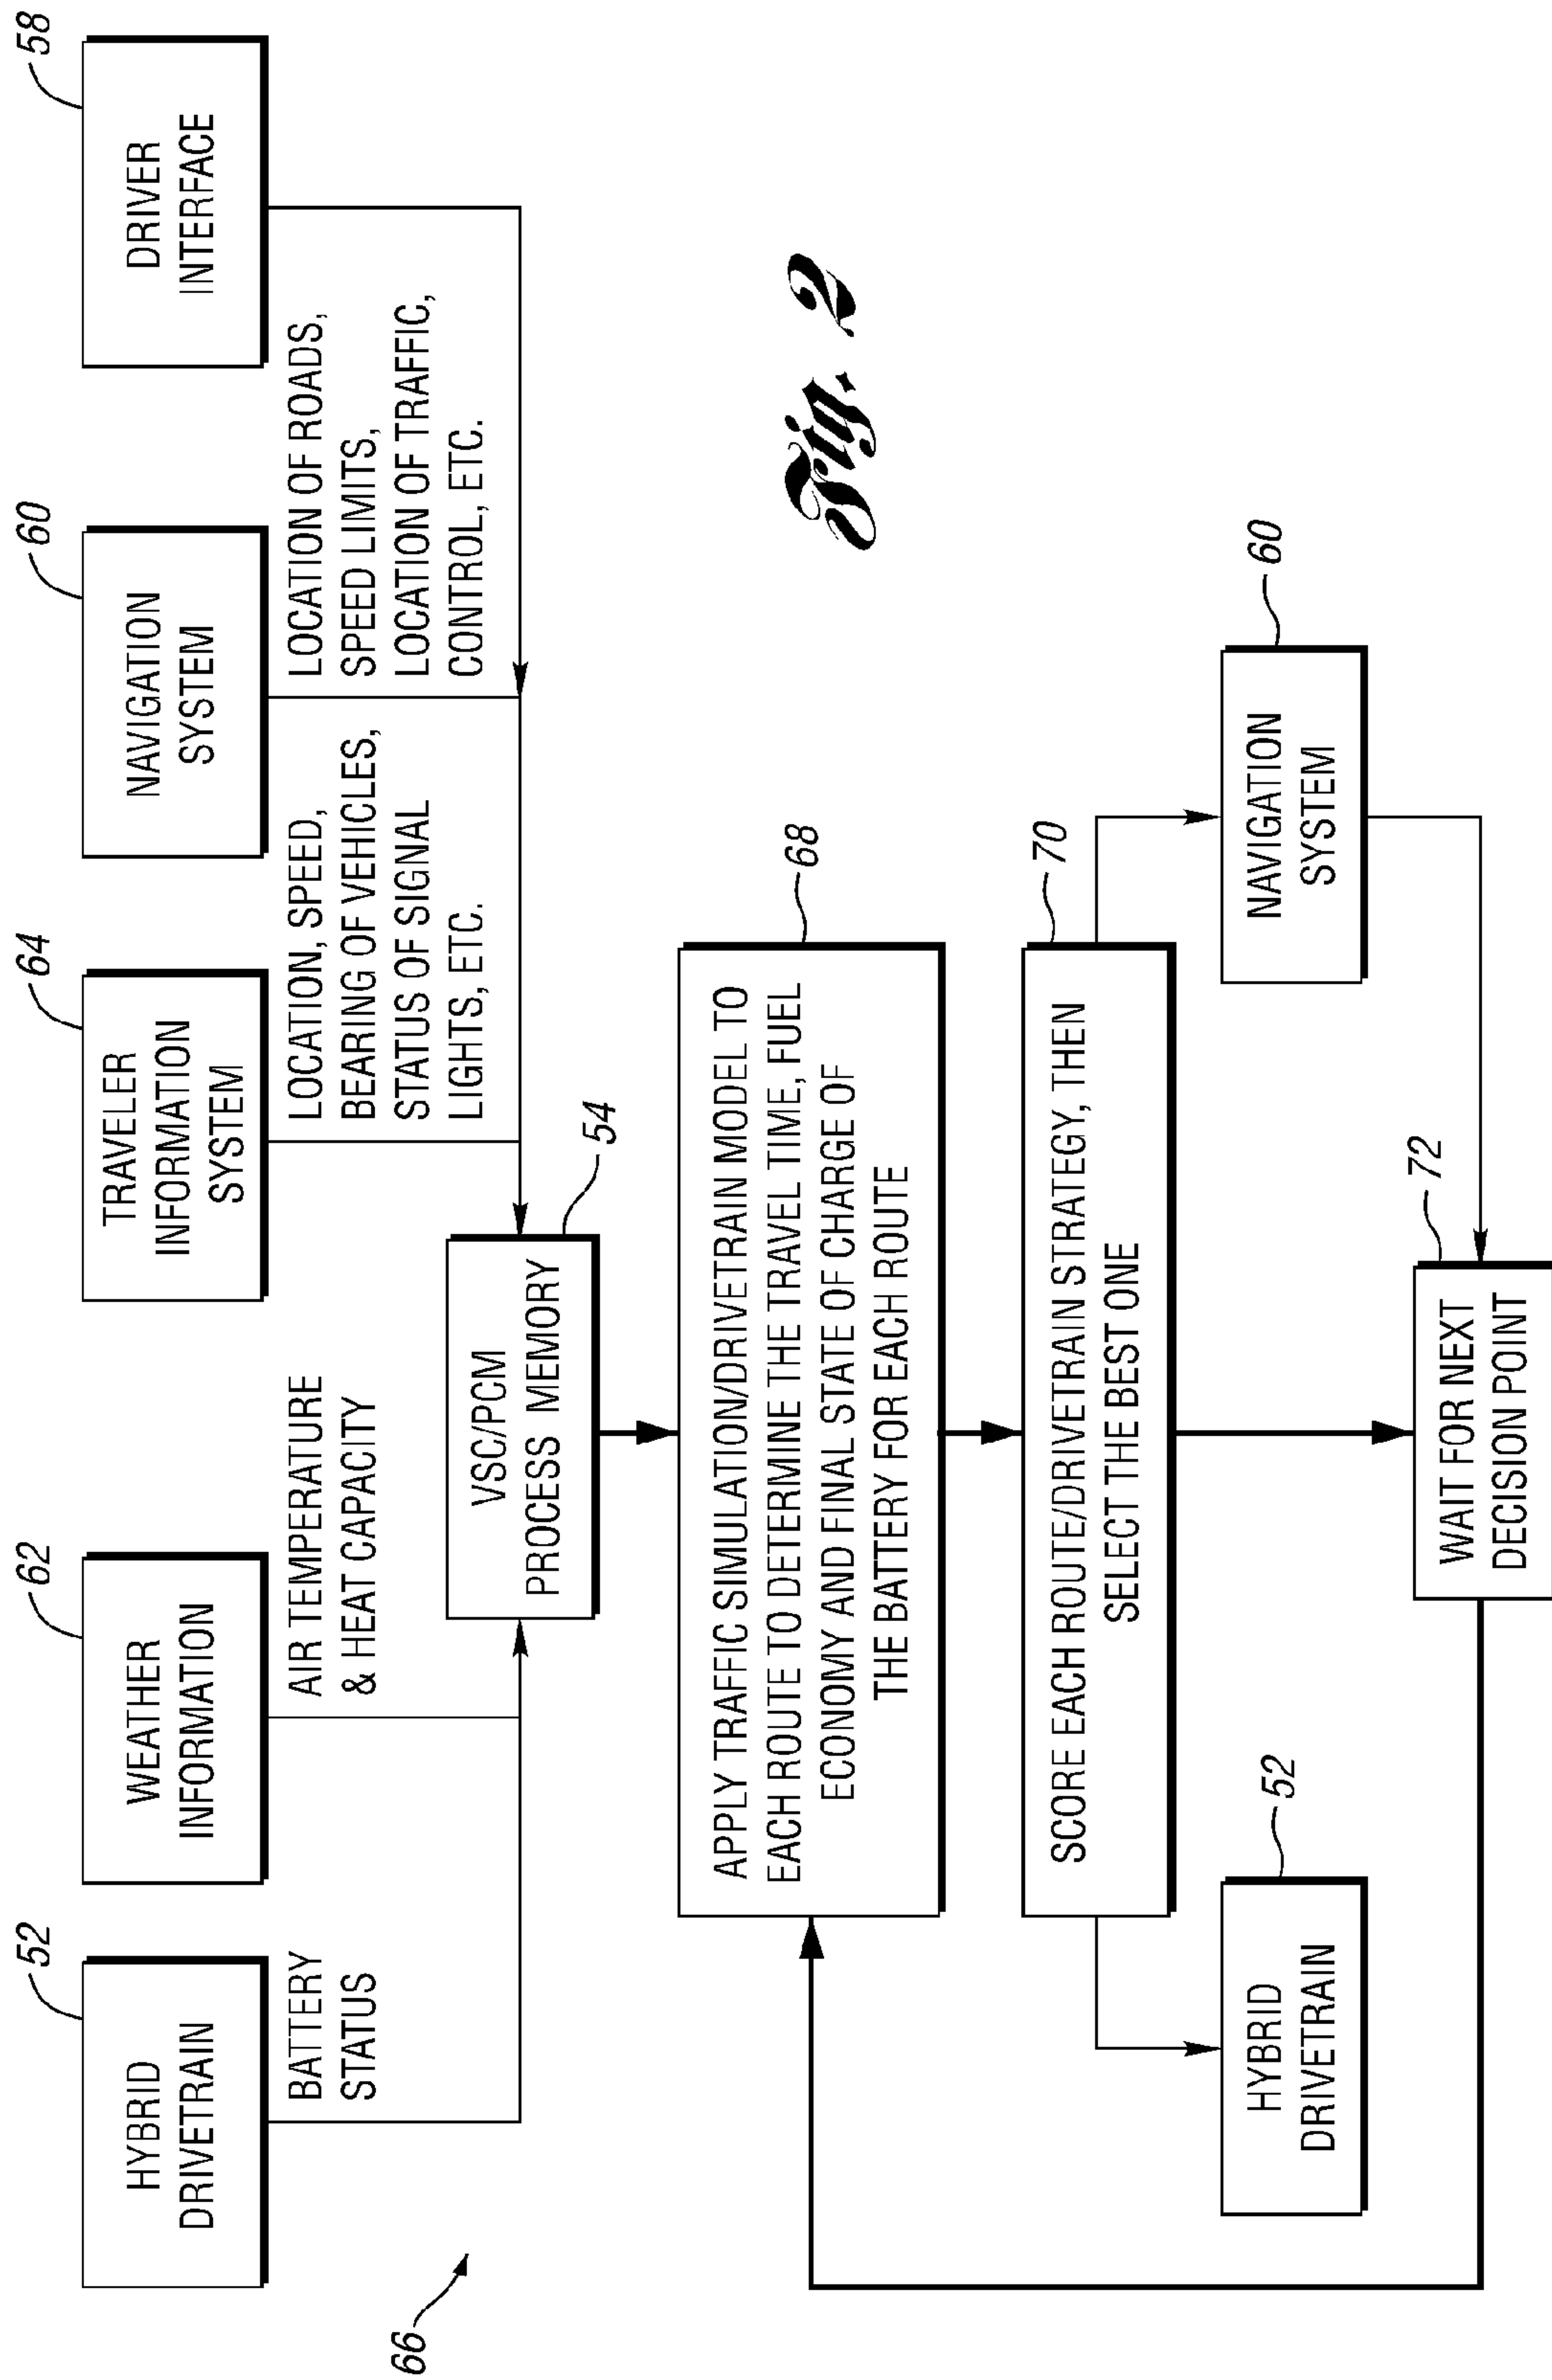 52
HYBRID
DRIVETRAIN
62
WEATHER
INFORMATION
64
TRAVELER
INFORMATION
SYSTEM
60
NAVIGATION
SYSTEM
58
DRIVER
INTERFACE
BATTERY
STATUS
AIR TEMPERATURE
& HEAT CAPACITY
LOCATION, SPEED,
BEARING OF VEHICLES,
STATUS OF SIGNAL
LIGHTS, ETC.
LOCATION OF ROADS,
SPEED LIMITS,
LOCATION OF TRAFFIC,
CONTROL, ETC.
66
VSC/PCM
PROCESS MEMORY
54
APPLY TRAFFIC SIMULATION/DRIVETRAIN MODEL TO
EACH ROUTE TO DETERMINE THE TRAVEL TIME, FUEL
ECONOMY AND FINAL STATE OF CHARGE OF
THE BATTERY FOR EACH ROUTE
68
Fig. 2
SCORE EACH ROUTE/DRIVETRAIN STRATEGY, THEN
SELECT THE BEST ONE
70
HYBRID
DRIVETRAIN
52
NAVIGATION
SYSTEM
60
WAIT FOR NEXT
DECISION POINT
72